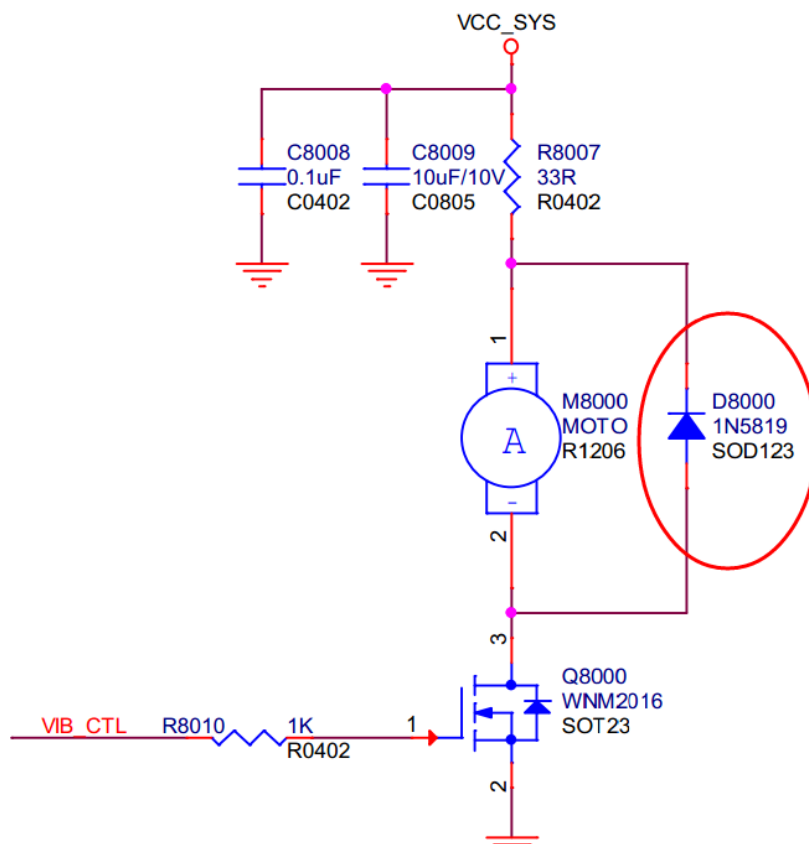 VCC_SYS
C8008
0.1uF
C0402
C8009
10uF/10V
C0805
R8007
33R
R0402
1
+
A
-
M8000
MOTO
R1206
D8000
1N5819
SOD123
2
3
Q8000
WNM2016
SOT23
VIB_CTL
R8010
1K
R0402
1
2